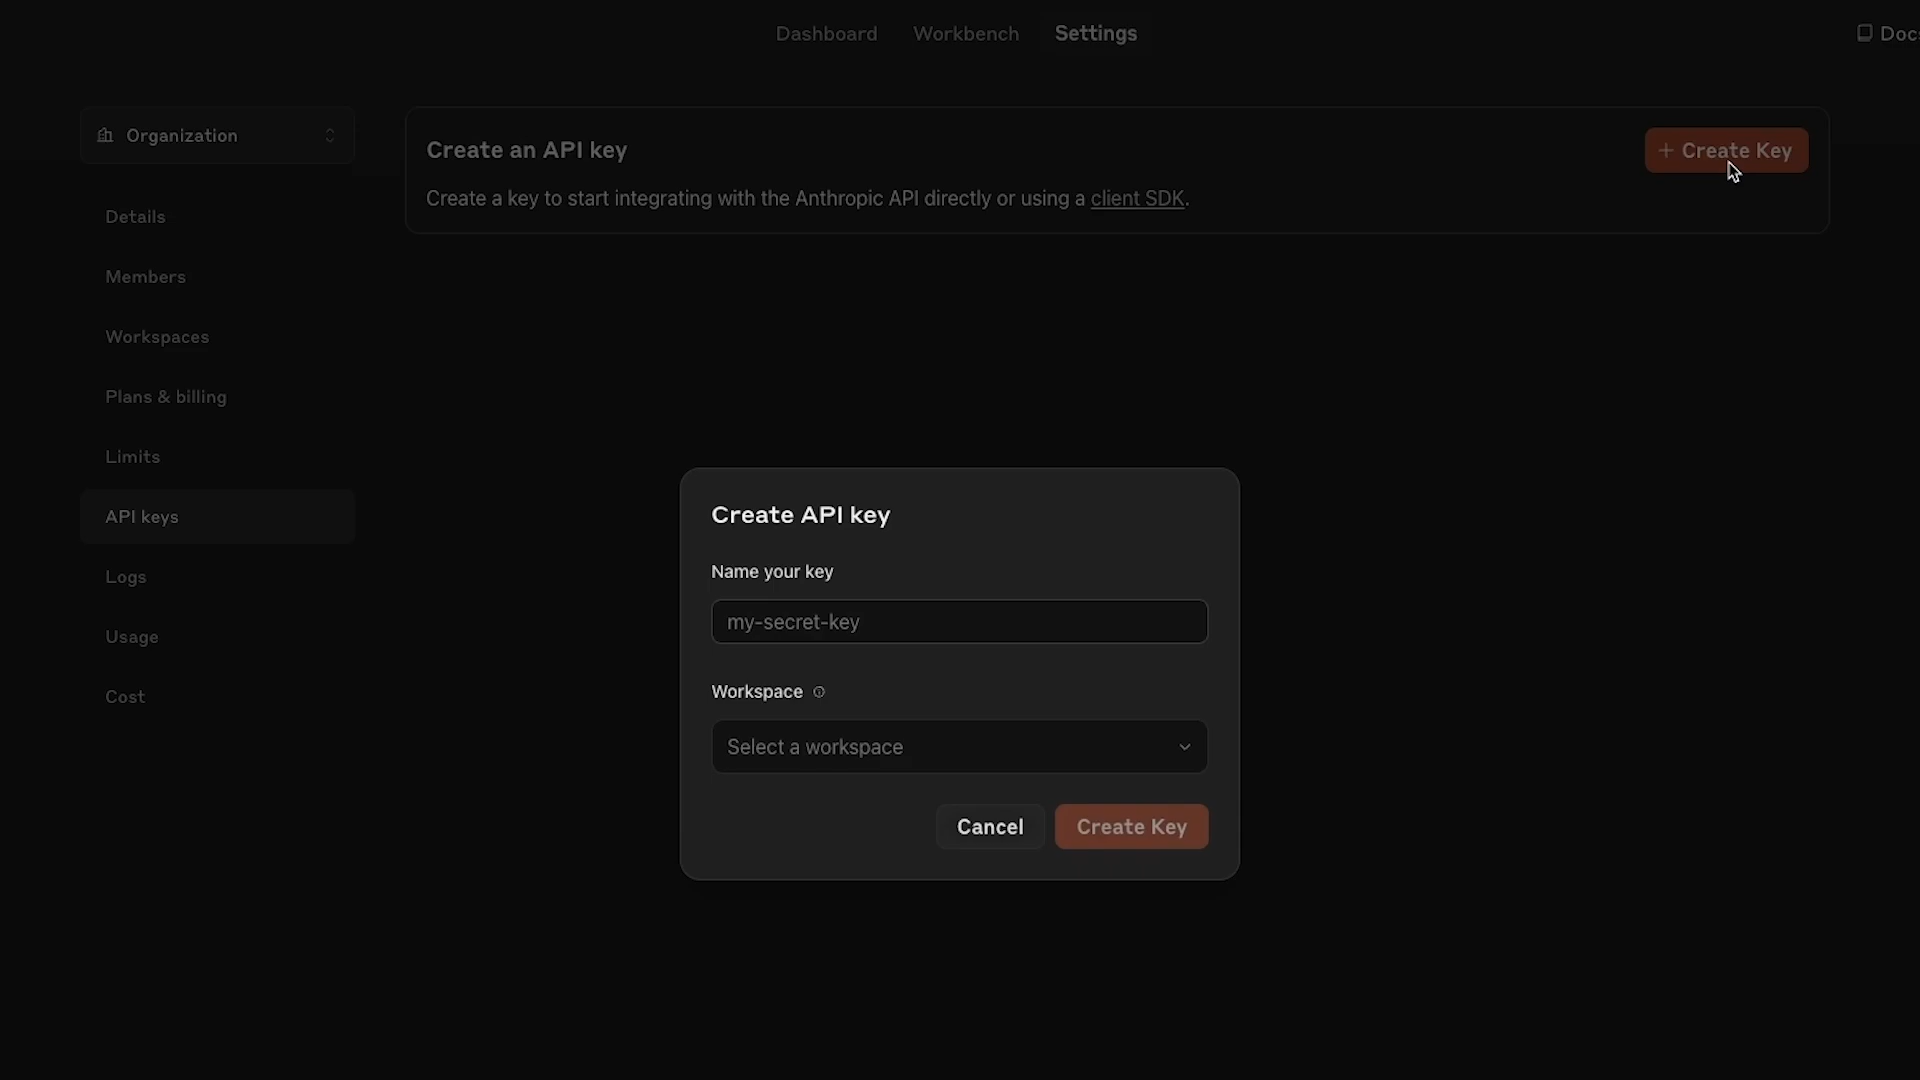 Dashboard
Workbench
Settings
Organization
Create an API key
+ Create Key
Create a key to start integrating with the Anthropic API directly or using a client SDK.
Details
Members
Workspaces
Plans & billing
Limits
API keys
Logs
Usage
Cost
Create API key
Name your key
my-secret-key
Workspace
Select a workspace
Cancel
Create Key